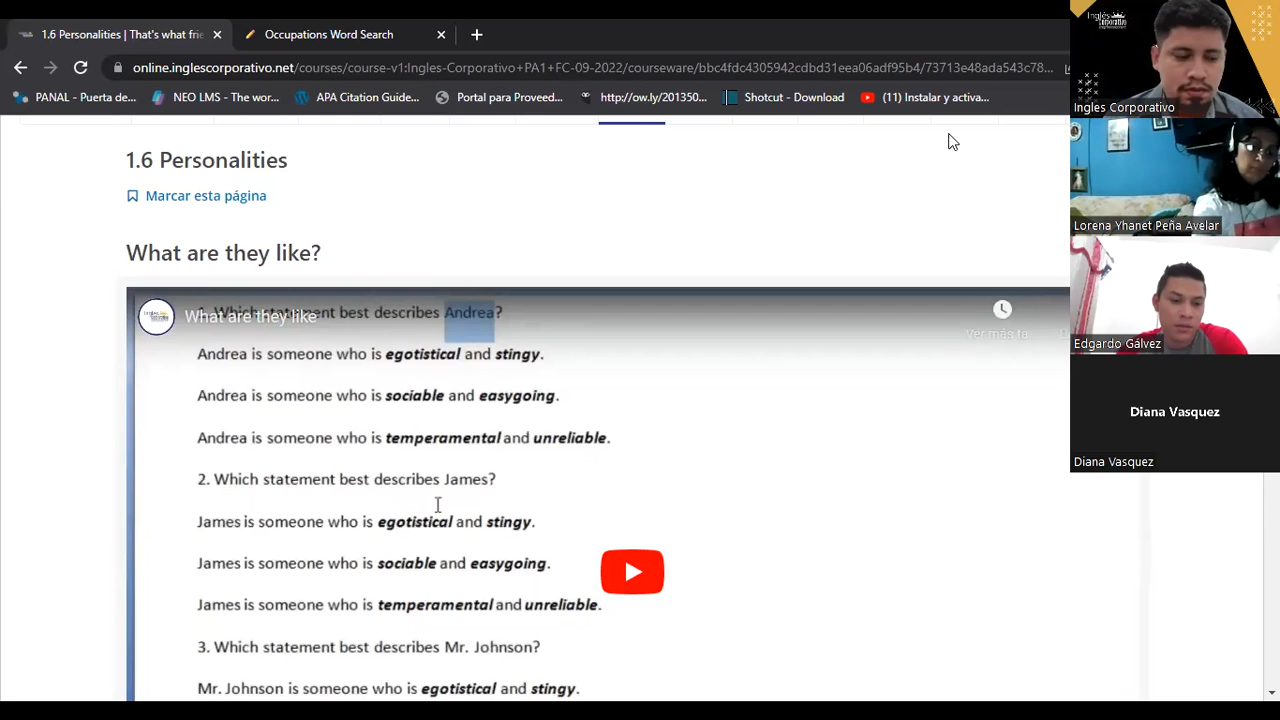 1.6 Personalities | That's what frie
Occupations Word Search
online.inglescorporativo.net/courses/course-v1:Ingles-Corporativo+PA1+FC-09-2022/courseware/bbc4fdc4305942cdbd31eea06adf95b4/73713e48ada543c78...
PANAL - Puerta de...
NEO LMS - The wor...
APA Citation Guide...
Portal para Proveed...
http://ow.ly/201350...
Shotcut - Download
(11) Instalar y activa...
Ingles Corporativo
Lorena Yhanet Peña Avelar
Edgardo Gálvez
Diana Vasquez
Diana Vasquez
1.6 Personalities
Marcar esta página
What are they like?
What are they like
Ver más ta
1. Which statement best describes Andrea?
Andrea is someone who is egotistical and stingy.
Andrea is someone who is sociable and easygoing.
Andrea is someone who is temperamental and unreliable.
2. Which statement best describes James?
James is someone who is egotistical and stingy.
James is someone who is sociable and easygoing.
James is someone who is temperamental and unreliable.
3. Which statement best describes Mr. Johnson?
Mr. Johnson is someone who is egotistical and stingy.